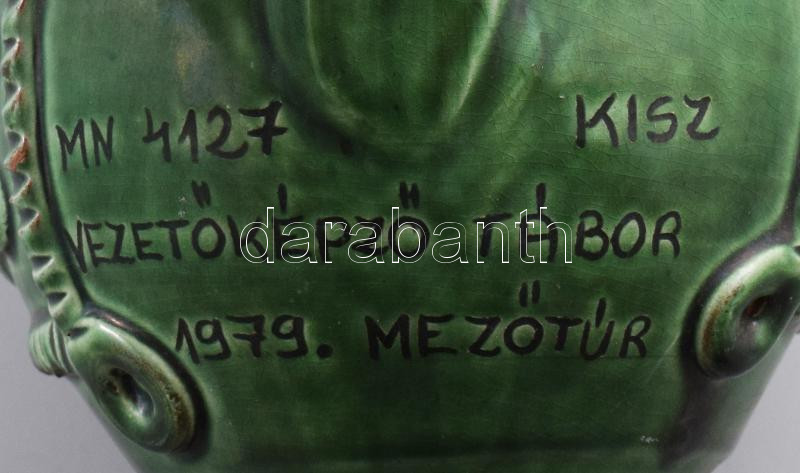 MN 4127 KISZ
VEZETŐKÉPZŐ TÁBOR
darabanth
1979. MEZŐTÚR